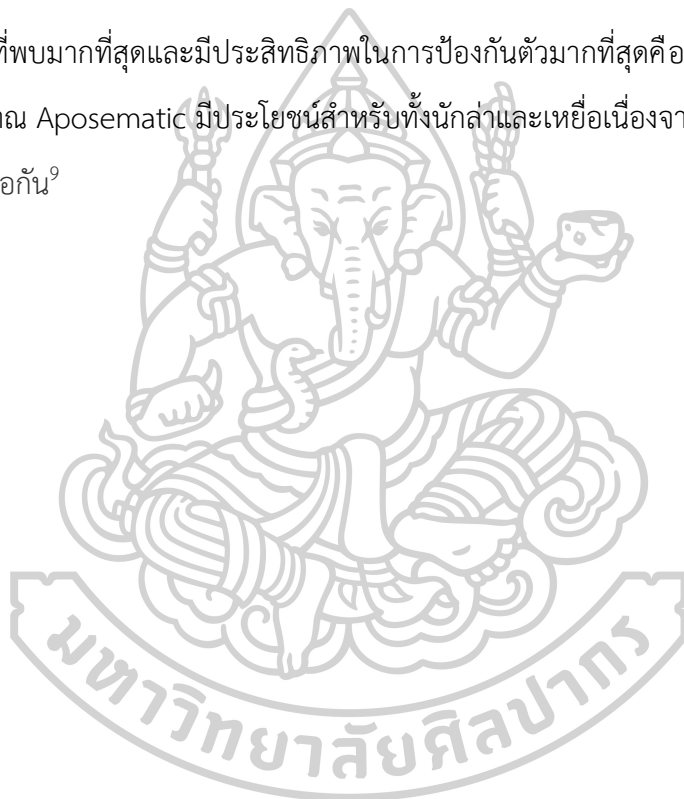 ที่พบมากที่สุดและมีประสิทธิภาพในการป้องกันตัวมากที่สุดคือ
ณ Aposematic มีประโยชน์สำหรับทั้งนักล่าและเหยื่อเนื่องจา
อกัน⁹
มหาวิทยาลัยศิลปากร